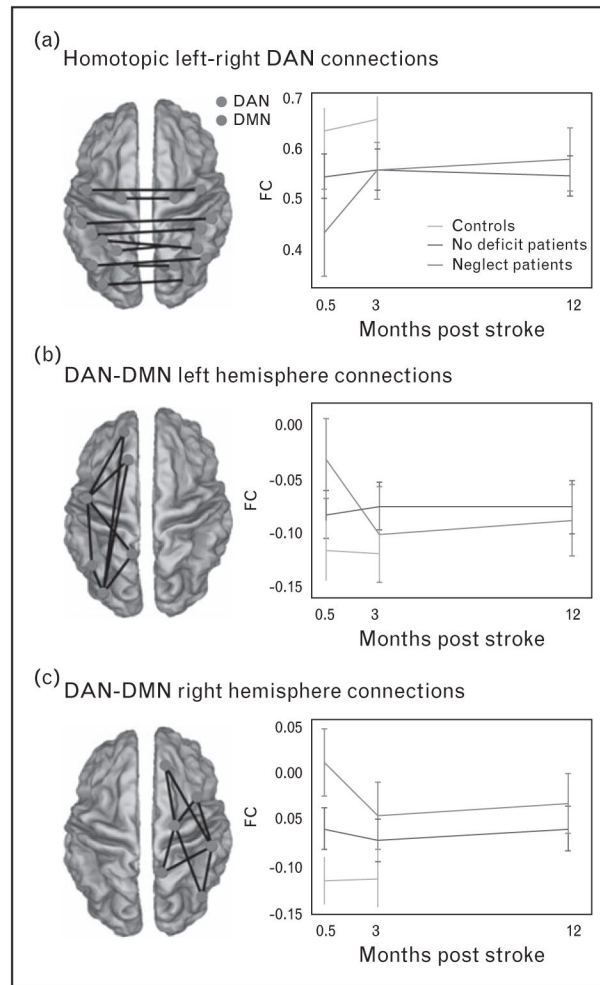 (a)
Homotopic left-right DAN connections
DAN
DMN
0.7
0.6
0.5
0.4
FC
Controls
No deficit patients
Neglect patients
0.5 3 12
Months post stroke
(b)
DAN-DMN left hemisphere connections
0.00
-0.05
-0.10
-0.15
FC
0.5 3 12
Months post stroke
(c)
DAN-DMN right hemisphere connections
0.05
0.00
0.05
-0.10
-0.15
FC
0.5 3 12
Months post stroke